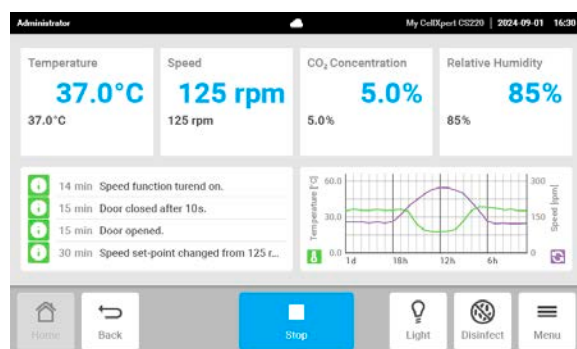 Administrator
My CellXpert CS220 | 2024-09-01 16:30
Temperature
37.0°C
37.0°C
Speed
125 rpm
125 rpm
CO₂ Concentration
5.0%
5.0%
Relative Humidity
85%
85%
14 min Speed function turend on.
15 min Door closed after 10s.
15 min Door opened.
30 min Speed set-point changed from 125 r...
Temperature [°C]
60.0
30.0
0.0
1d 18h 12h 6h
300
150
0
Speed [rpm]
Home
Back
Stop
Light
Disinfect
Menu